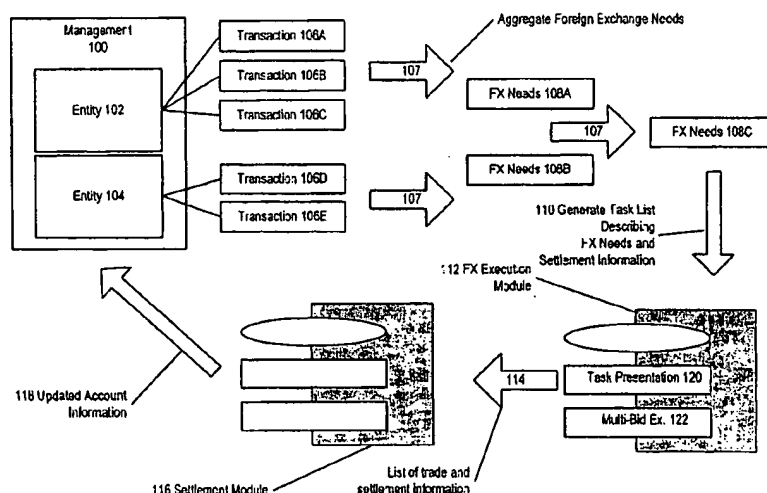 Management
100
Entity 102
Entity 104
Transaction 106A
Transaction 106B
Transaction 106C
Transaction 106D
Transaction 106E
107
107
Aggregate Foreign Exchange Needs
FX Needs 108A
FX Needs 108B
107
FX Needs 108C
110 Generate Task List
Describing
FX Needs and
Settlement Information
112 FX Execution
Module
Task Presentation 120
Multi-Bid Ex. 122
114
List of trade and
settlement information
116 Settlement Module
118 Updated Account
Information